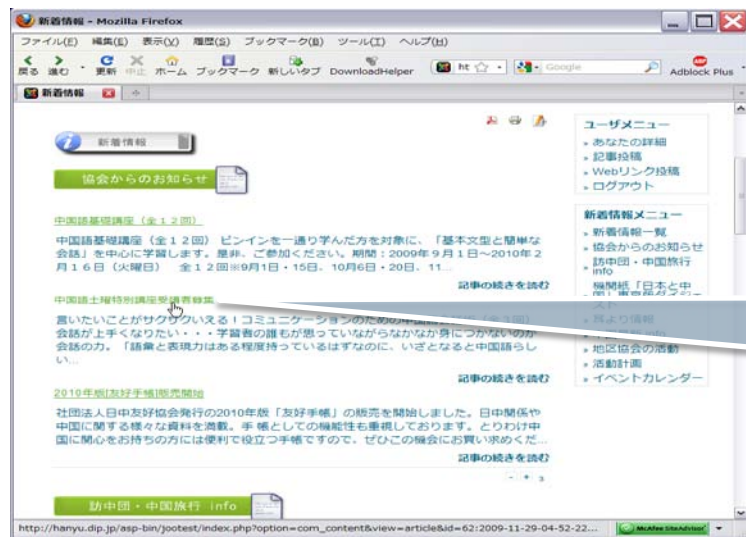 新着情報 - Mozilla Firefox
ファイル(F) 編集(E) 表示(V) 履歴(S) ブックマーク(B) ツール(T) ヘルプ(H)
戻る 進む 更新 中止 ホーム ブックマーク 新しいタブ DownloadHelper ht Google Adblock Plus
新着情報
新着情報
協会からのお知らせ
中国語基礎講座（全１２回）
中国語基礎講座（全１２回） ピンインを一通り学んだ方を対象に、「基本文型と簡単な
会話」を中心に学習します。是非、ご参加ください。期間：2009年９月１日～2010年２
月１６日（火曜日） 全１２回※9月1日・15日、10月6日・20日、11...
記事の続きを読む
中国語土曜特別講座受講者募集
言いたいことがサクサクいえる！コミュニケーションのための
会話が上手くなりたい・・・学習者の誰もが思っていながらなかなか身につかないのが
会話の力。「語彙と表現力はある程度持っているはずなのに、いざとなると中国語らし
い...
記事の続きを読む
2010年版[友好手帳]販売開始
社団法人日中友好協会発行の2010年版「友好手帳」の販売を開始しました。日中関係や
中国に関する様々な資料を満載。手帳としての機能性も重視しております。とりわけ中
国に関心をお持ちの方には便利で役立つ手帳ですので、ぜひこの機会にお買い求めくだ...
記事の続きを読む
訪中団・中国旅行 info
ユーザメニュー
あなたの詳細
記事投稿
Webリンク投稿
ログアウト
新着情報メニュー
新着情報一覧
協会からのお知らせ
訪中団・中国旅行
info
機関紙「日本と中
地区協会の活動
活動計画
イベントカレンダー
http://hanyu.dip.jp/asp-bin/jootest/index.php?option=com_content&view=article&id=62:2009-11-29-04-52-22...
McAfee SiteAdvisor